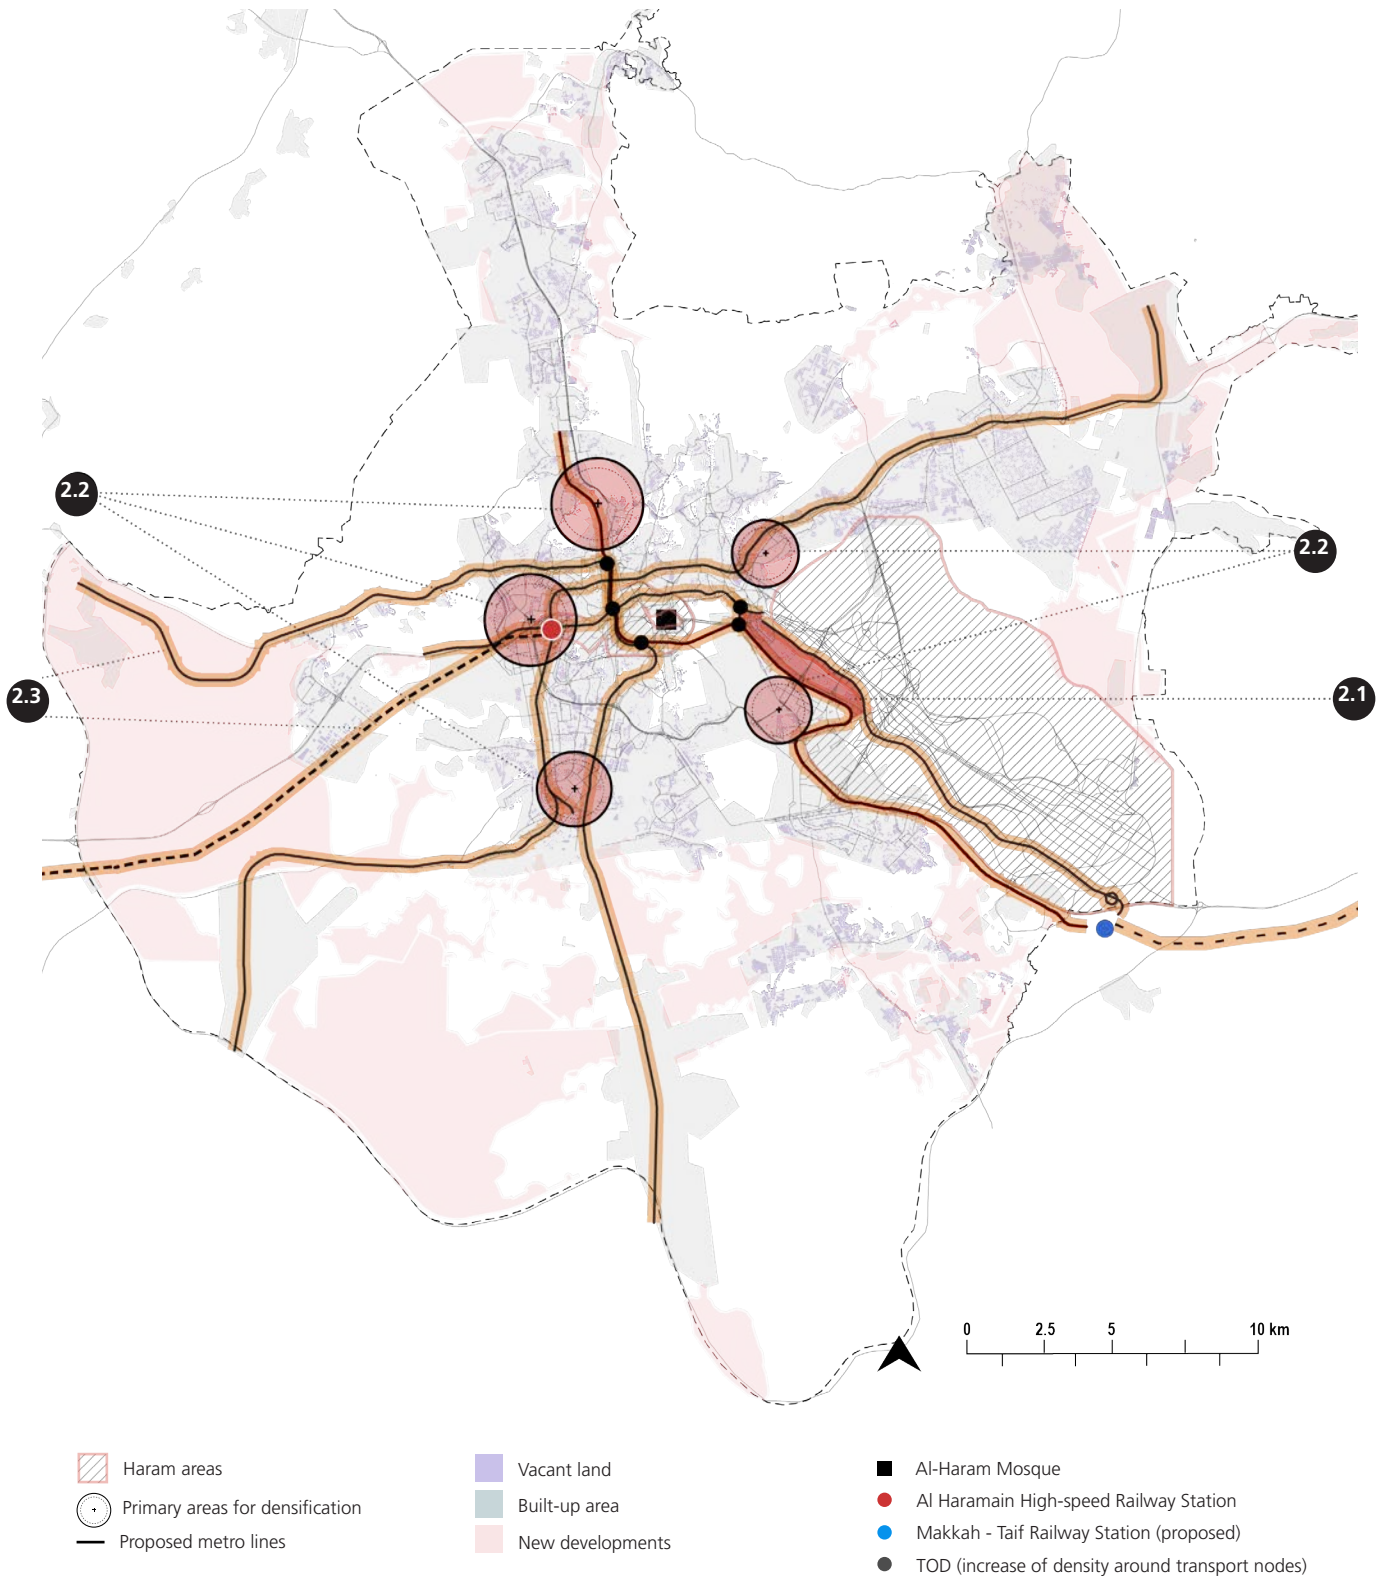 2.2
2.2
2.3
2.1
0 2.5 5 10 km
Haram areas
Primary areas for densification
Proposed metro lines
Vacant land
Built-up area
New developments
Al-Haram Mosque
Al Haramain High-speed Railway Station
Makkah - Taif Railway Station (proposed)
TOD (increase of density around transport nodes)